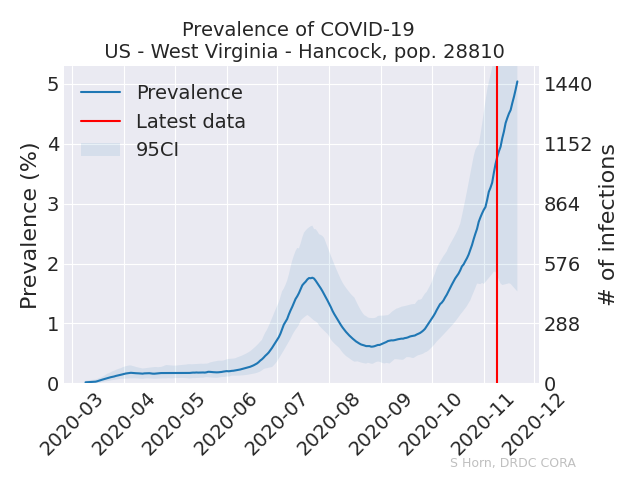 Prevalence of COVID-19
US - West Virginia - Hancock, pop. 28810
Prevalence
Latest data
95CI
Prevalence (%)
5
4
3
2
1
0
1440
1152
864
576
288
0
# of infections
2020-03
2020-04
2020-05
2020-06
2020-07
2020-08
2020-09
2020-10
2020-11
2020-12
S Horn, DRDC CORA